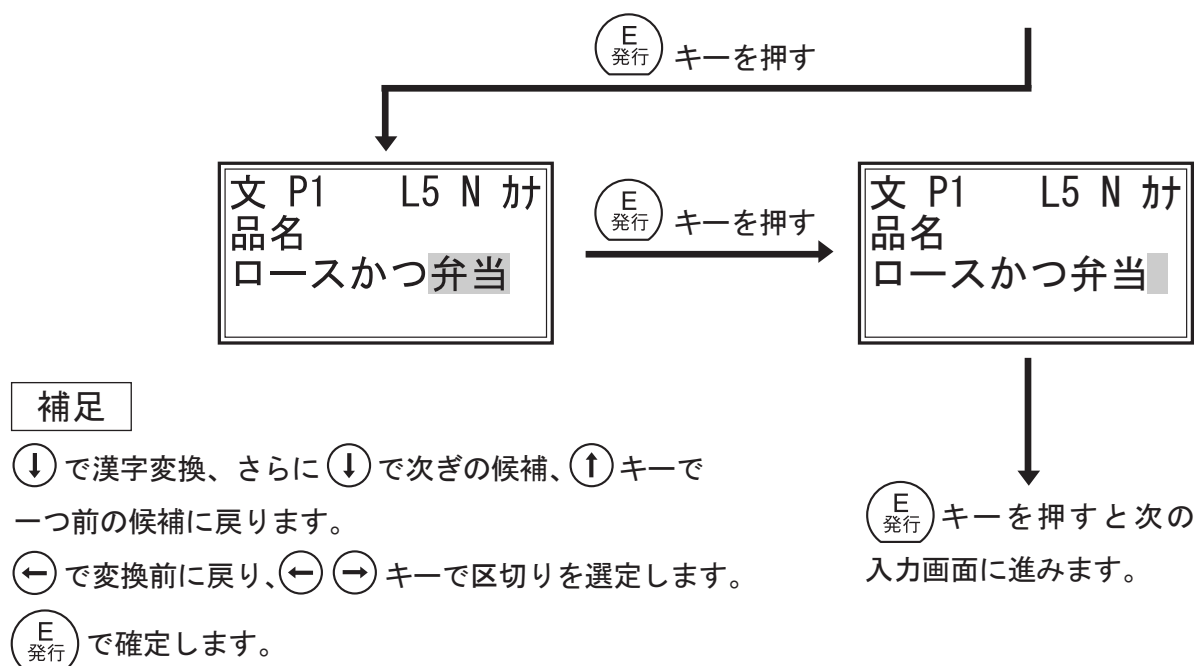 E発行 キーを押す
文 P1 L5 N ｶﾅ
品名
ロースかつ弁当
E発行 キーを押す
文 P1 L5 N ｶﾅ
品名
ロースかつ弁当
補足
↓で漢字変換、さらに↓で次ぎの候補、↑キーで
一つ前の候補に戻ります。
←で変換前に戻り、← →キーで区切りを選定します。
E発行 で確定します。
E発行 キーを押すと次の
入力画面に進みます。